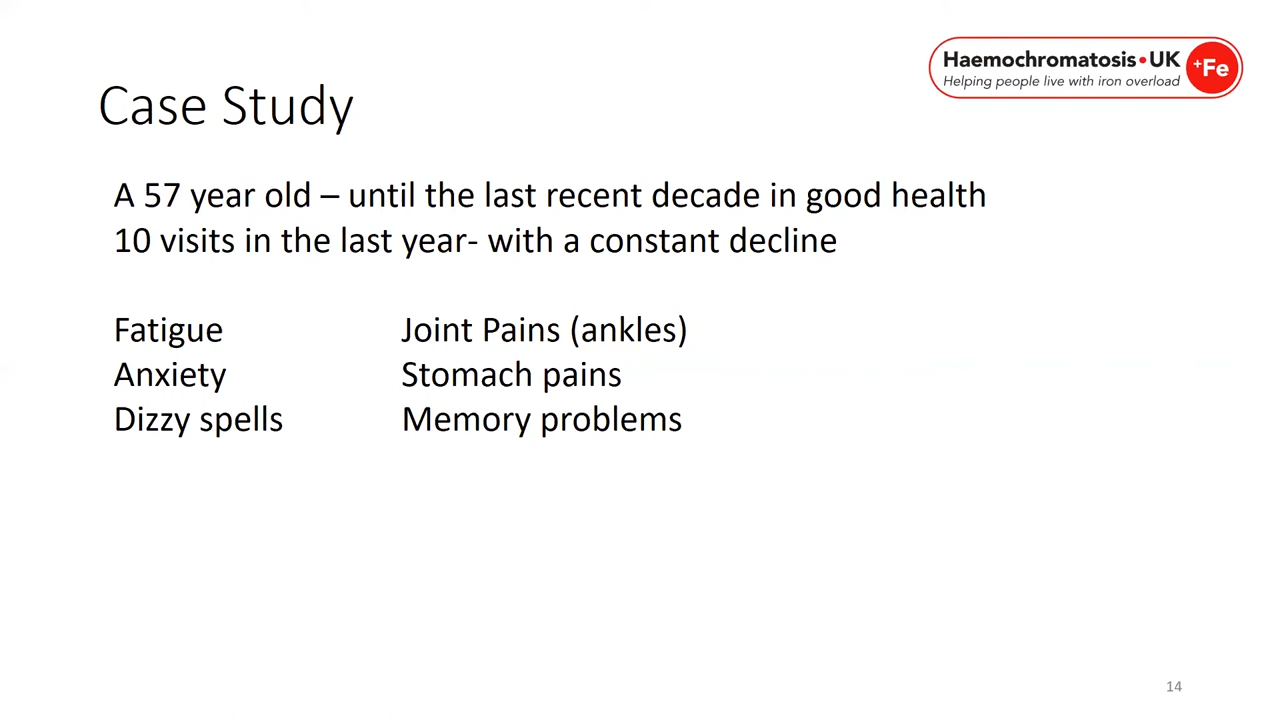 Haemochromatosis•UK
Helping people live with iron overload
+Fe
Case Study
A 57 year old – until the last recent decade in good health
10 visits in the last year- with a constant decline
Fatigue Joint Pains (ankles)
Anxiety Stomach pains
Dizzy spells Memory problems
14